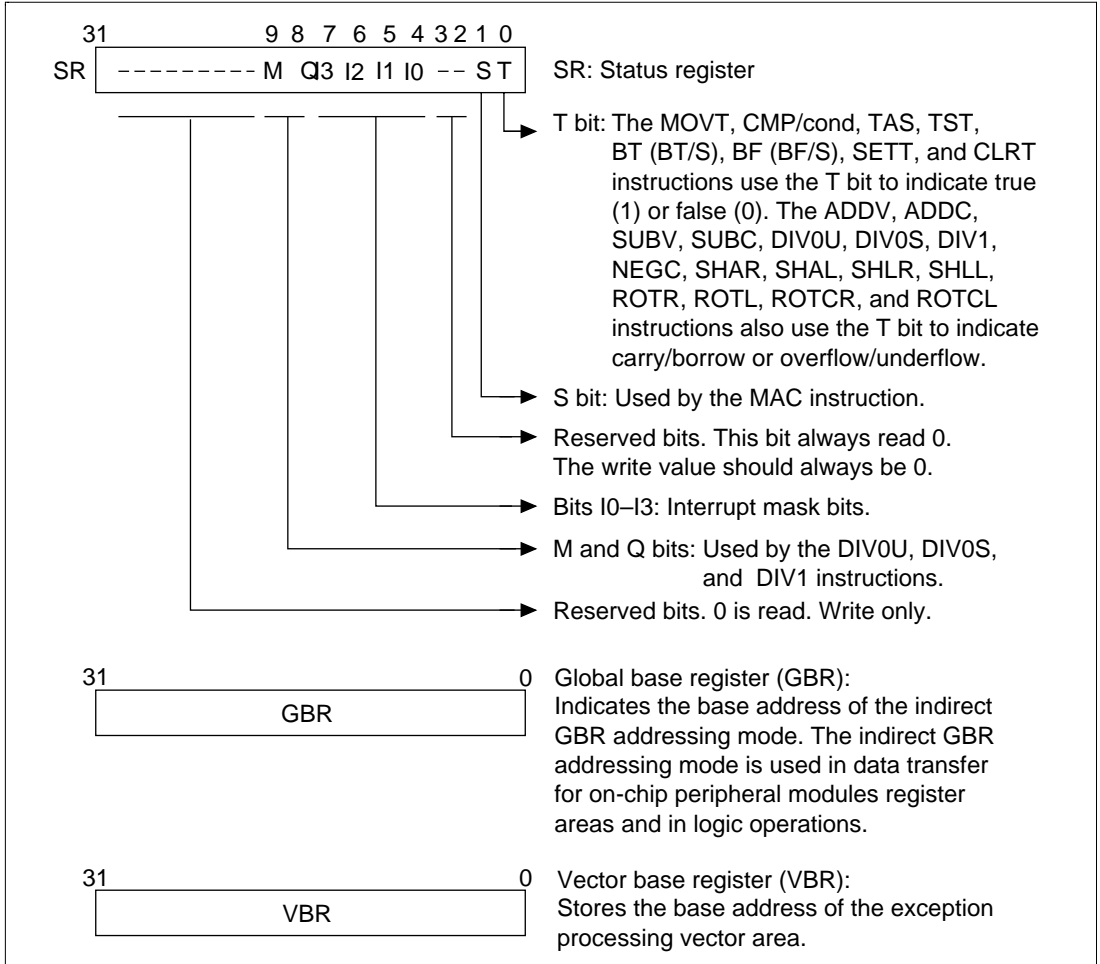 31 9 8 7 6 5 4 3 2 1 0
SR --------- M Q I3 I2 I1 I0 -- S T SR: Status register
T bit: The MOVT, CMP/cond, TAS, TST,
BT (BT/S), BF (BF/S), SETT, and CLRT
instructions use the T bit to indicate true
(1) or false (0). The ADDV, ADDC,
SUBV, SUBC, DIV0U, DIV0S, DIV1,
NEGC, SHAR, SHAL, SHLR, SHLL,
ROTR, ROTL, ROTCR, and ROTCL
instructions also use the T bit to indicate
carry/borrow or overflow/underflow.
S bit: Used by the MAC instruction.
Reserved bits. This bit always read 0.
The write value should always be 0.
Bits I0–I3: Interrupt mask bits.
M and Q bits: Used by the DIV0U, DIV0S,
and DIV1 instructions.
Reserved bits. 0 is read. Write only.
31 0 Global base register (GBR):
GBR Indicates the base address of the indirect
GBR addressing mode. The indirect GBR
addressing mode is used in data transfer
for on-chip peripheral modules register
areas and in logic operations.
31 0 Vector base register (VBR):
VBR Stores the base address of the exception
processing vector area.